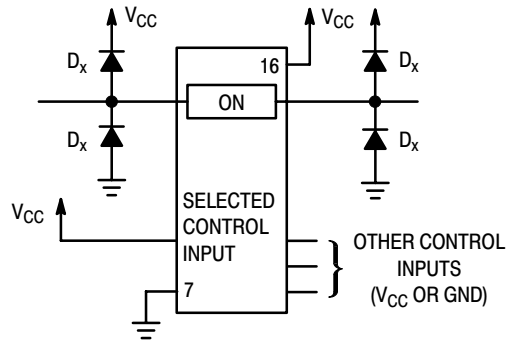 VCC
VCC
Dx
16
Dx
ON
Dx
Dx
VCC
SELECTED
CONTROL
INPUT
OTHER CONTROL
INPUTS
(VCC OR GND)
7